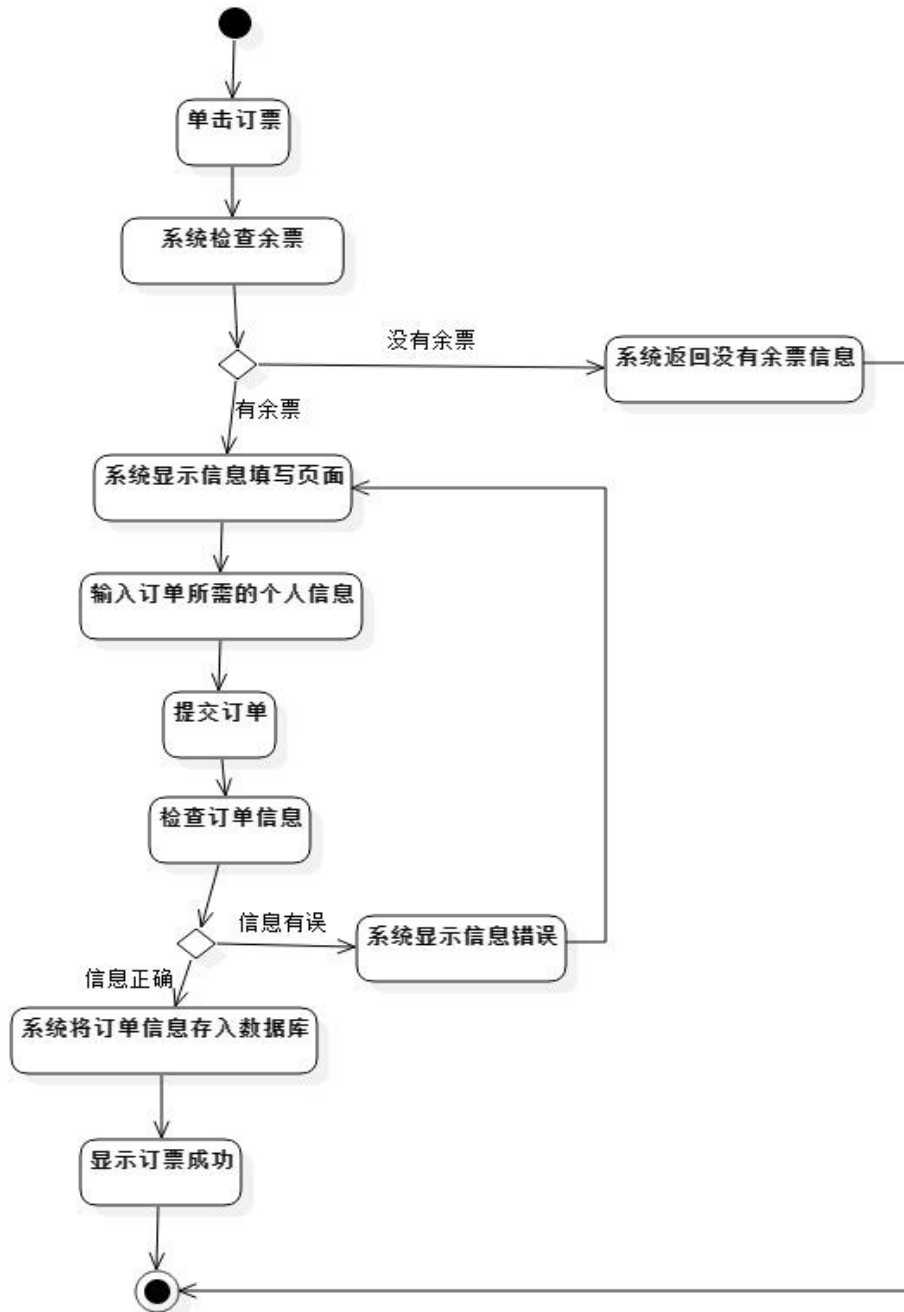 单击订票
系统检查余票
没有余票
系统返回没有余票信息
有余票
系统显示信息填写页面
输入订单所需的个人信息
提交订单
检查订单信息
信息有误
系统显示信息错误
信息正确
系统将订单信息存入数据库
显示订票成功